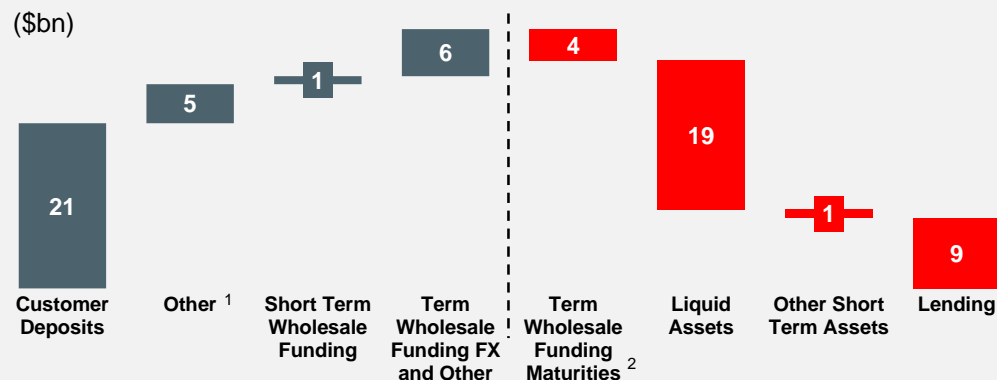 ($bn)
21
5
1
6
4
19
1
9
Customer
Deposits
Other 1
Short Term
Wholesale
Funding
Term
Wholesale
Funding FX
and Other
Term
Wholesale
Funding
Maturities 2
Liquid
Assets
Other Short
Term Assets
Lending